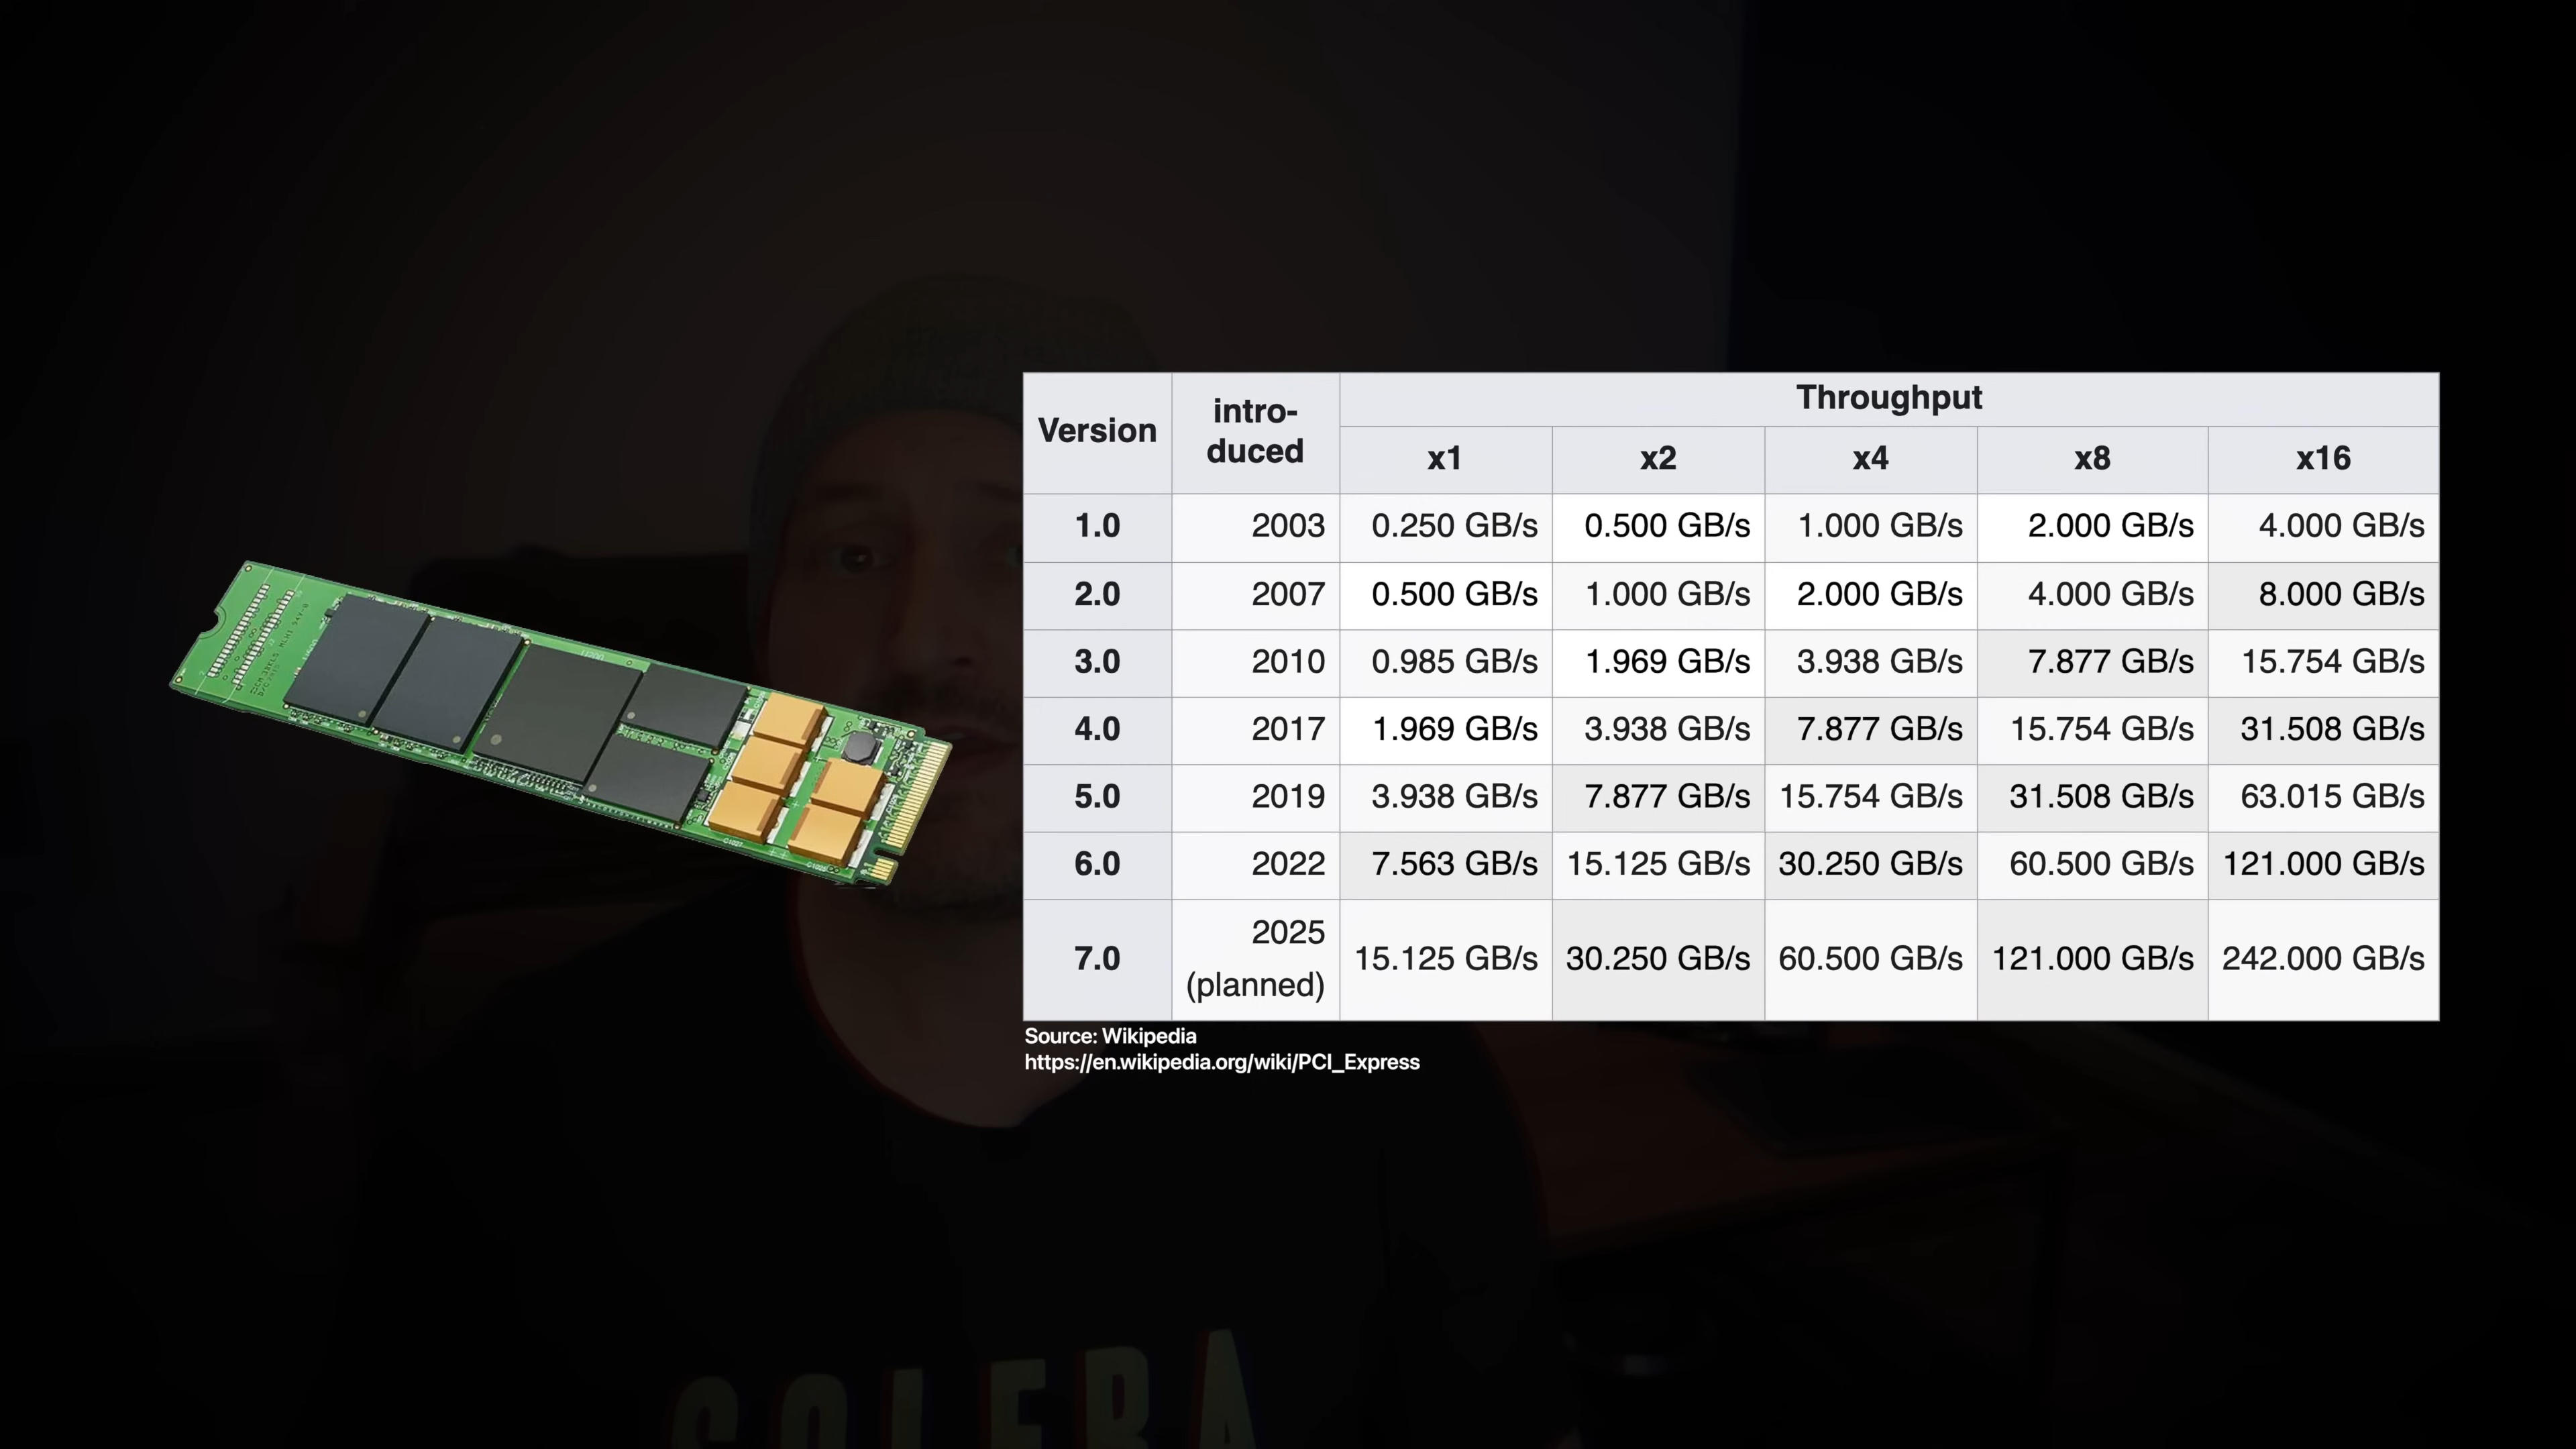 Throughput
Version intro-
duced x1 x2 x4 x8 x16
1.0 2003 0.250 GB/s 0.500 GB/s 1.000 GB/s 2.000 GB/s 4.000 GB/s
2.0 2007 0.500 GB/s 1.000 GB/s 2.000 GB/s 4.000 GB/s 8.000 GB/s
3.0 2010 0.985 GB/s 1.969 GB/s 3.938 GB/s 7.877 GB/s 15.754 GB/s
4.0 2017 1.969 GB/s 3.938 GB/s 7.877 GB/s 15.754 GB/s 31.508 GB/s
5.0 2019 3.938 GB/s 7.877 GB/s 15.754 GB/s 31.508 GB/s 63.015 GB/s
6.0 2022 7.563 GB/s 15.125 GB/s 30.250 GB/s 60.500 GB/s 121.000 GB/s
7.0 2025
(planned) 15.125 GB/s 30.250 GB/s 60.500 GB/s 121.000 GB/s 242.000 GB/s
Source: Wikipedia
https://en.wikipedia.org/wiki/PCI_Express